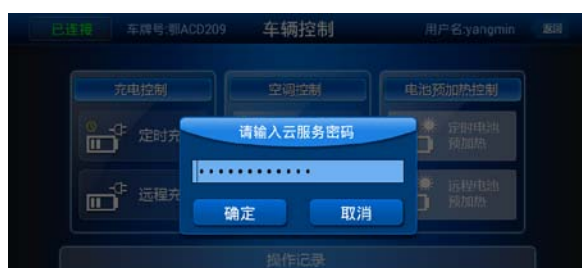 已连接 车牌号:鄂ACD209 车辆控制 用户名:yangmin 返回
充电控制 空调控制 电池预加热控制
定时充
定时电池
预加热
请输入云服务密码
••••••••••••
远程充
远程电池
预加热
确定 取消
操作记录